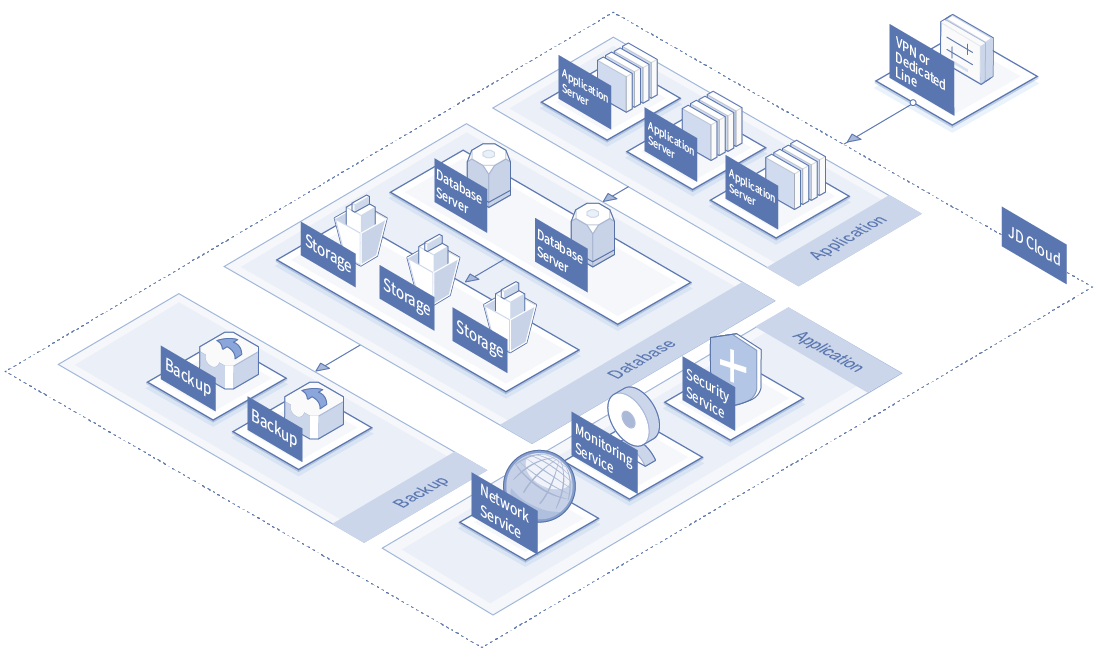 VPN or
Dedicated
Line
Application
Server
Application
Server
Application
Server
Application
JD Cloud
Database
Server
Database
Server
Storage
Storage
Storage
Database
Application
Security
Service
Monitoring
Service
Network
Service
Backup
Backup
Backup